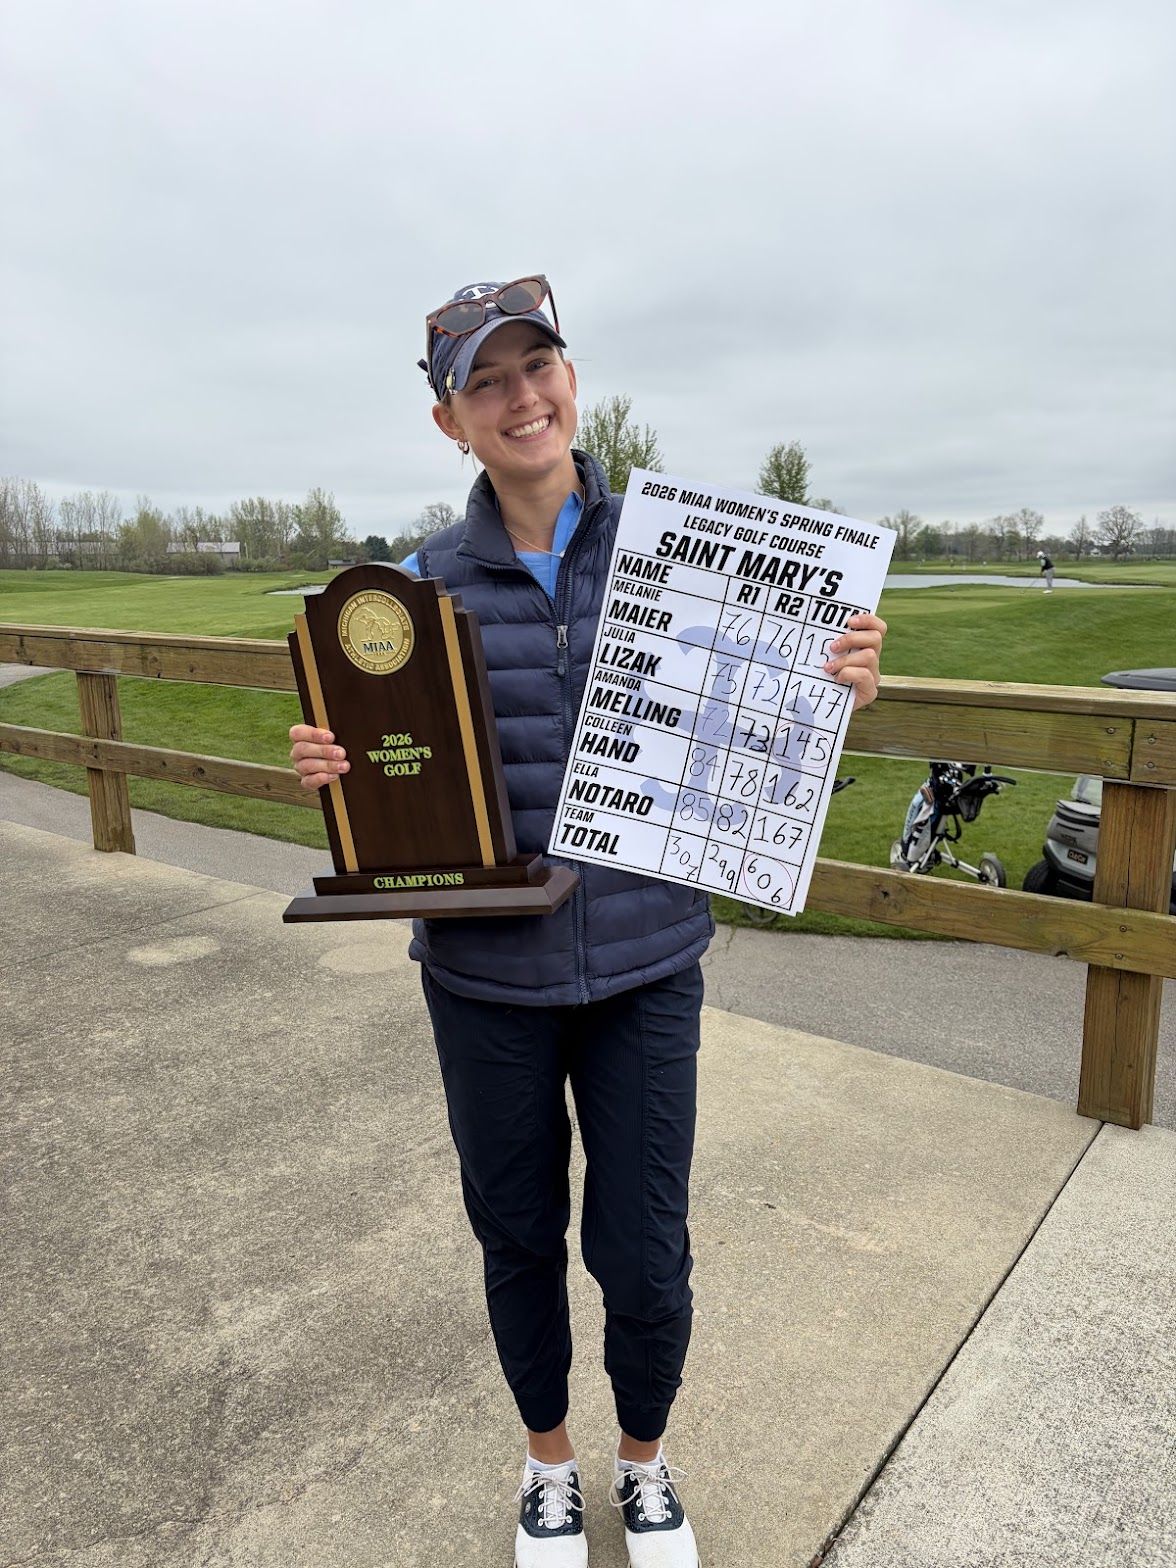 MIAA
2026
WOMEN'S
GOLF
CHAMPIONS
2026 MIAA WOMEN'S SPRING FINALE
LEGACY GOLF COURSE
SAINT MARY'S
NAME R1 R2 TOTAL
MELANIE
MAIER 76 76
JULIA
LIZAK 75 72 147
AMANDA
MELLING 72 73 145
COLLEEN
HAND 84 78 162
ELLA
NOTARO 85 82 167
TEAM
TOTAL 307 299 606